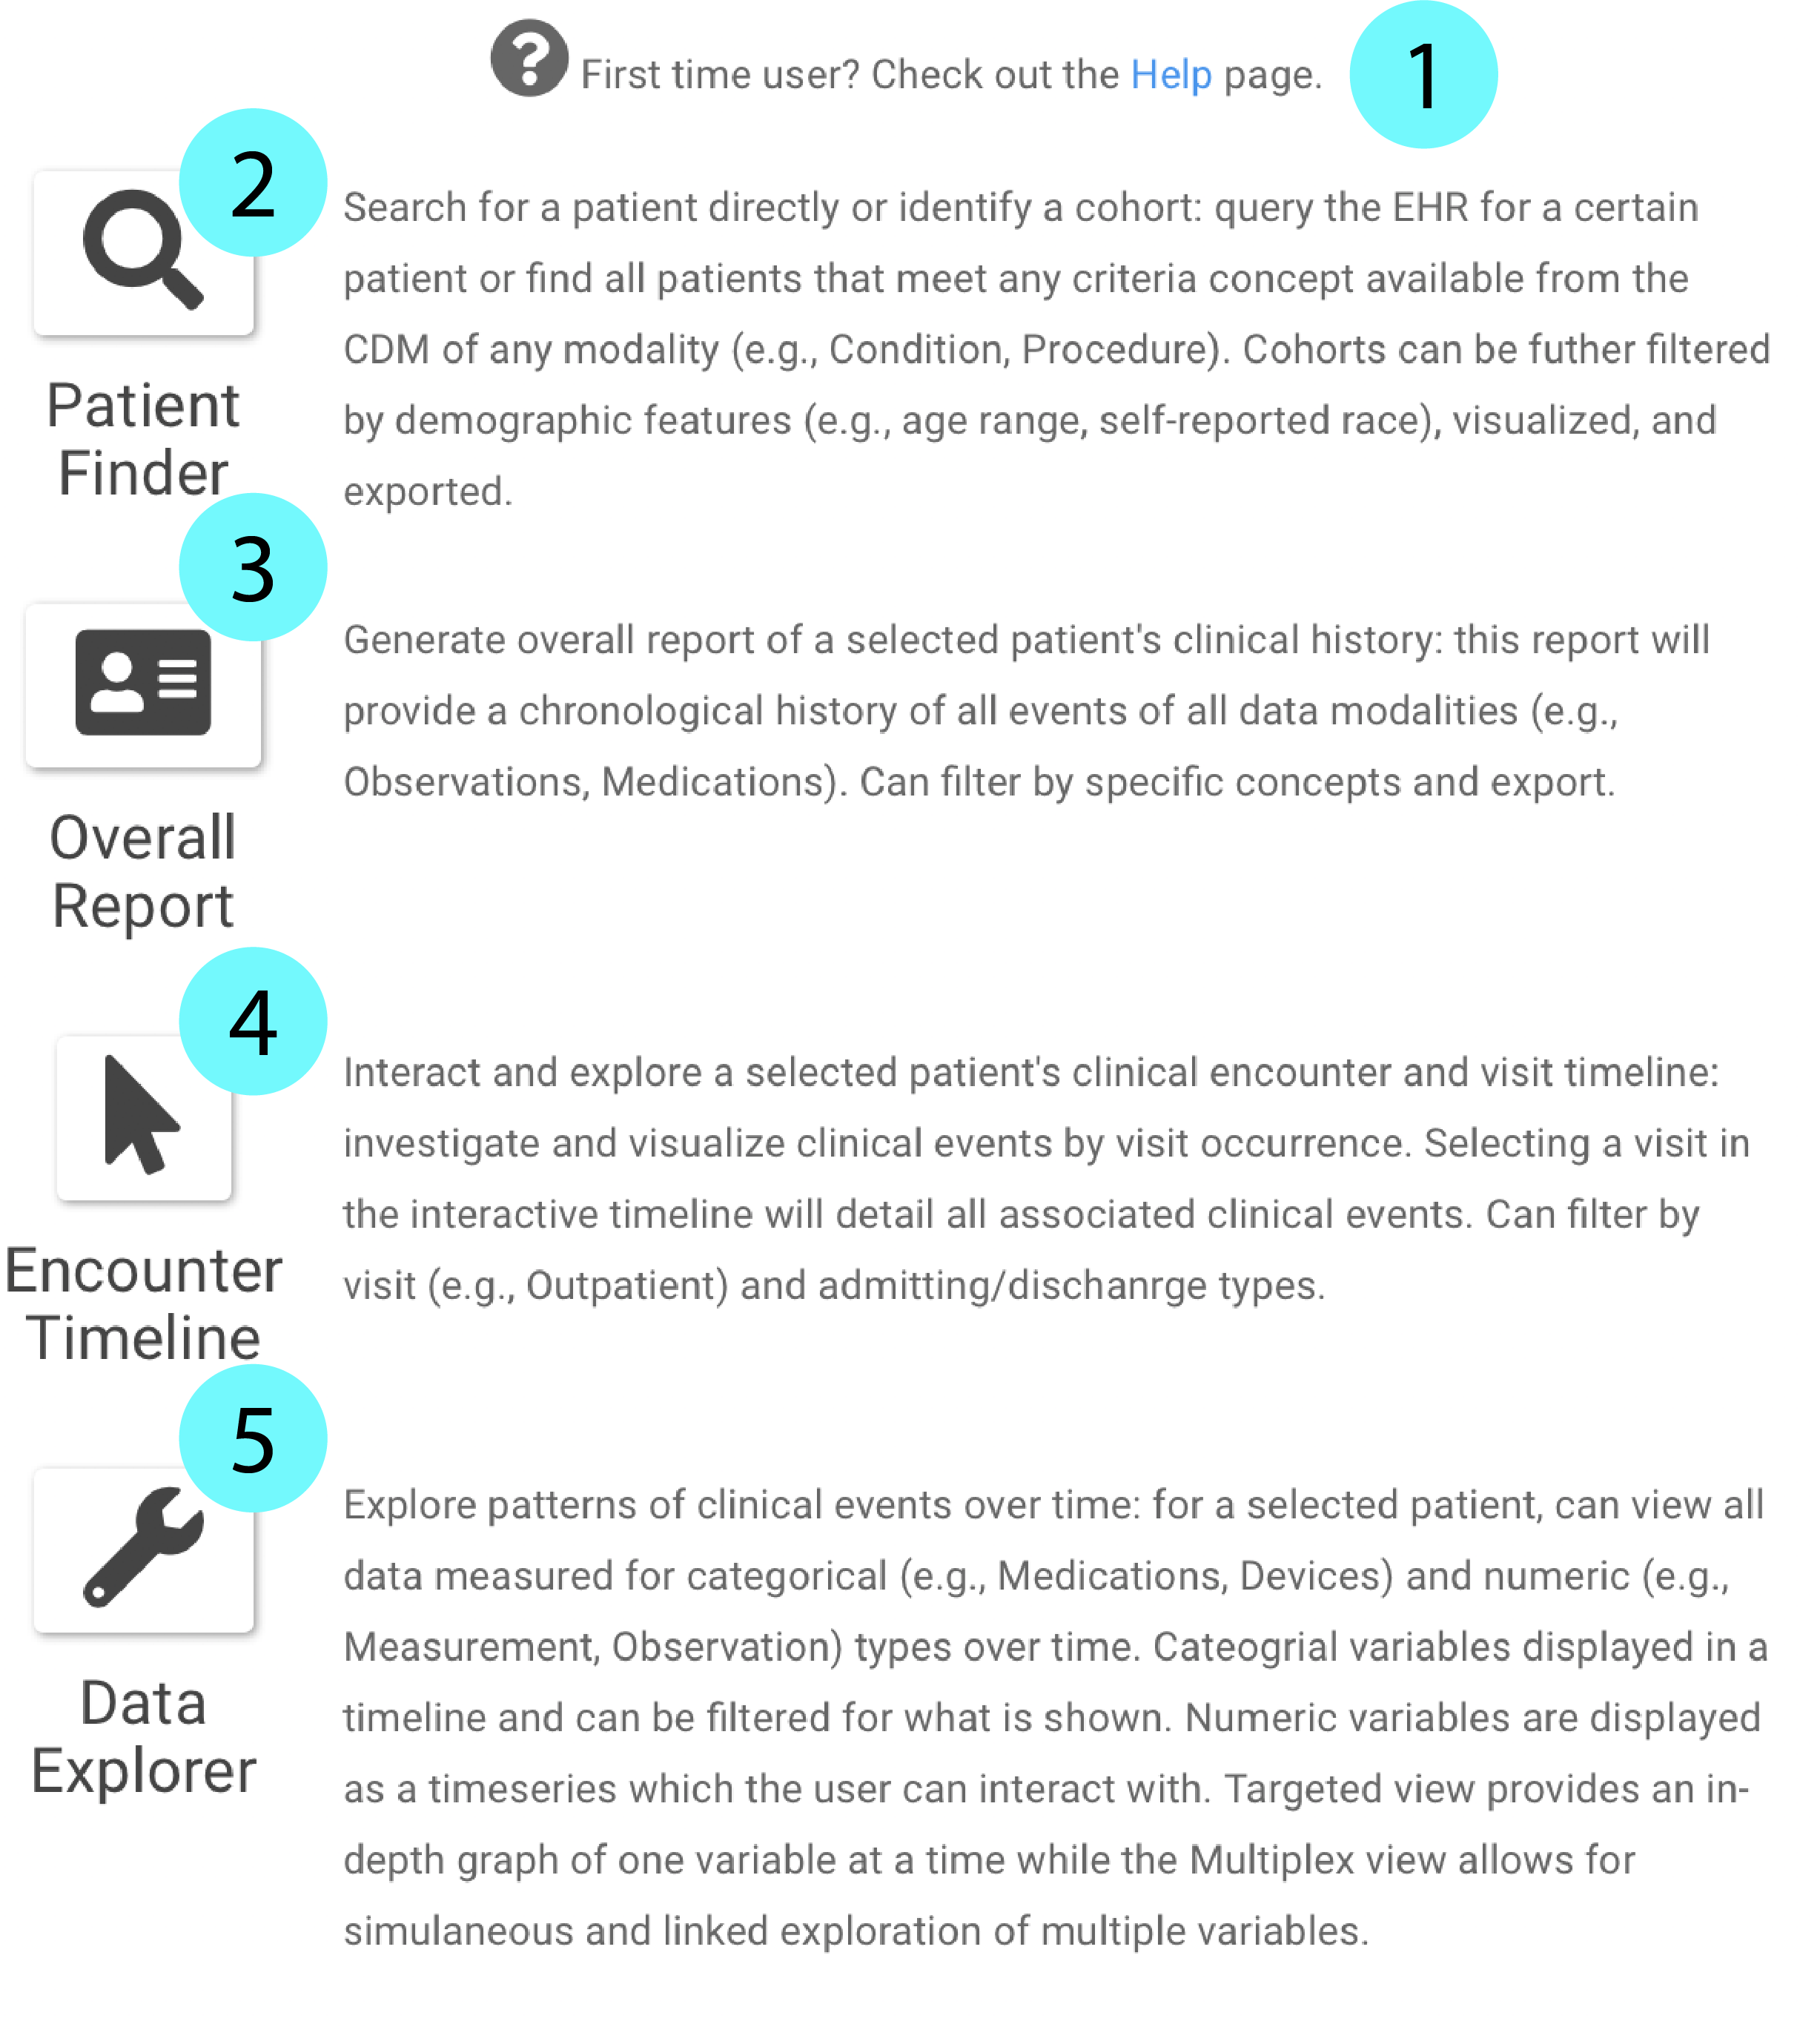 First time user? Check out the Help page.
1
2
Patient
Finder
Search for a patient directly or identify a cohort: query the EHR for a certain
patient or find all patients that meet any criteria concept available from the
CDM of any modality (e.g., Condition, Procedure). Cohorts can be futher filtered
by demographic features (e.g., age range, self-reported race), visualized, and
exported.
3
Overall
Report
Generate overall report of a selected patient's clinical history: this report will
provide a chronological history of all events of all data modalities (e.g.,
Observations, Medications). Can filter by specific concepts and export.
4
Encounter
Timeline
Interact and explore a selected patient's clinical encounter and visit timeline:
investigate and visualize clinical events by visit occurrence. Selecting a visit in
the interactive timeline will detail all associated clinical events. Can filter by
visit (e.g., Outpatient) and admitting/dischanrge types.
5
Data
Explorer
Explore patterns of clinical events over time: for a selected patient, can view all
data measured for categorical (e.g., Medications, Devices) and numeric (e.g.,
Measurement, Observation) types over time. Cateogrial variables displayed in a
timeline and can be filtered for what is shown. Numeric variables are displayed
as a timeseries which the user can interact with. Targeted view provides an in-
depth graph of one variable at a time while the Multiplex view allows for
simulaneous and linked exploration of multiple variables.